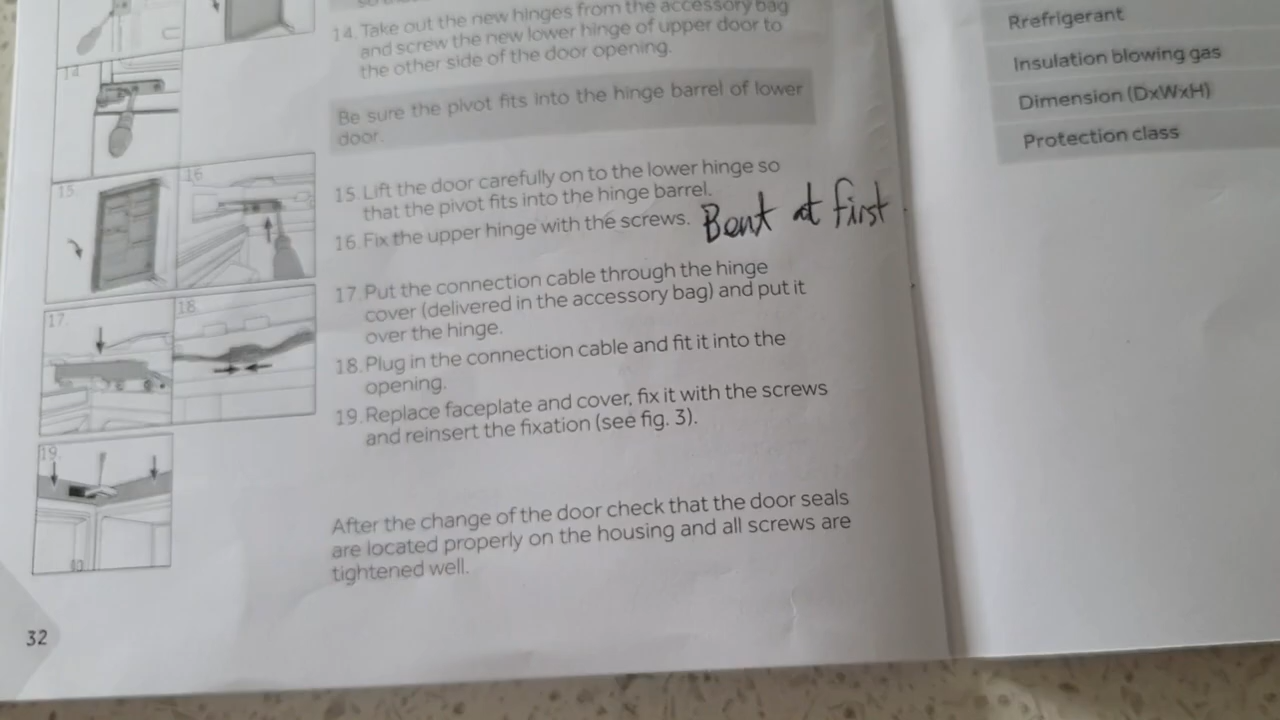 14. Take out the new hinges from the accessory bag
and screw the new lower hinge of upper door to
the other side of the door opening.
Be sure the pivot fits into the hinge barrel of lower
door.
15. Lift the door carefully on to the lower hinge so
that the pivot fits into the hinge barrel.
16. Fix the upper hinge with the screws. Bent at first
17. Put the connection cable through the hinge
cover (delivered in the accessory bag) and put it
over the hinge.
18. Plug in the connection cable and fit it into the
opening.
19. Replace faceplate and cover, fix it with the screws
and reinsert the fixation (see fig. 3).
After the change of the door check that the door seals
are located properly on the housing and all screws are
tightened well.
14
15.
16.
17.
18.
19.
32
Rrefrigerant
Insulation blowing gas
Dimension (DxWxH)
Protection class